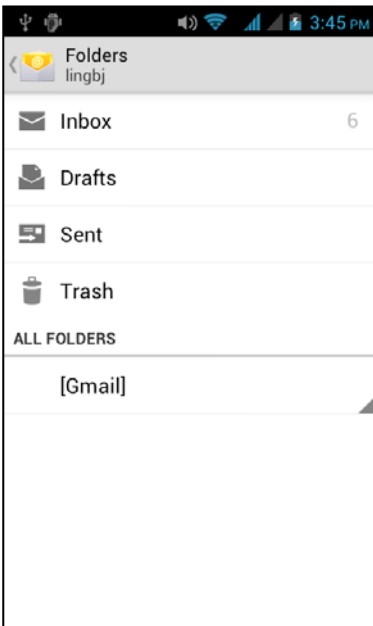 3:45 PM
Folders
lingbj
Inbox 6
Drafts
Sent
Trash
ALL FOLDERS
[Gmail]